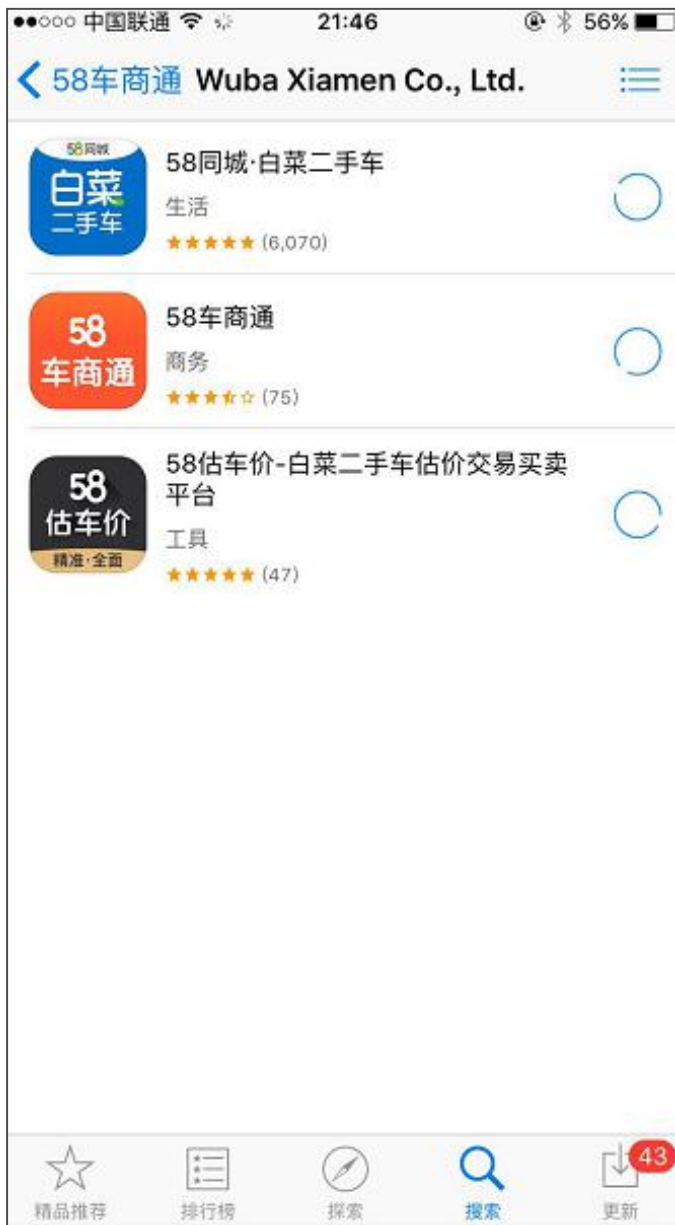 中国联通 21:46 56%
58车商通 Wuba Xiamen Co., Ltd.
58同城
白菜
二手车
58同城·白菜二手车
生活
(6,070)
58
车商通
58车商通
商务
(75)
58
估车价
精准·全面
58估车价-白菜二手车估价交易买卖
平台
工具
(47)
43
精品推荐 排行榜 探索 搜索 更新